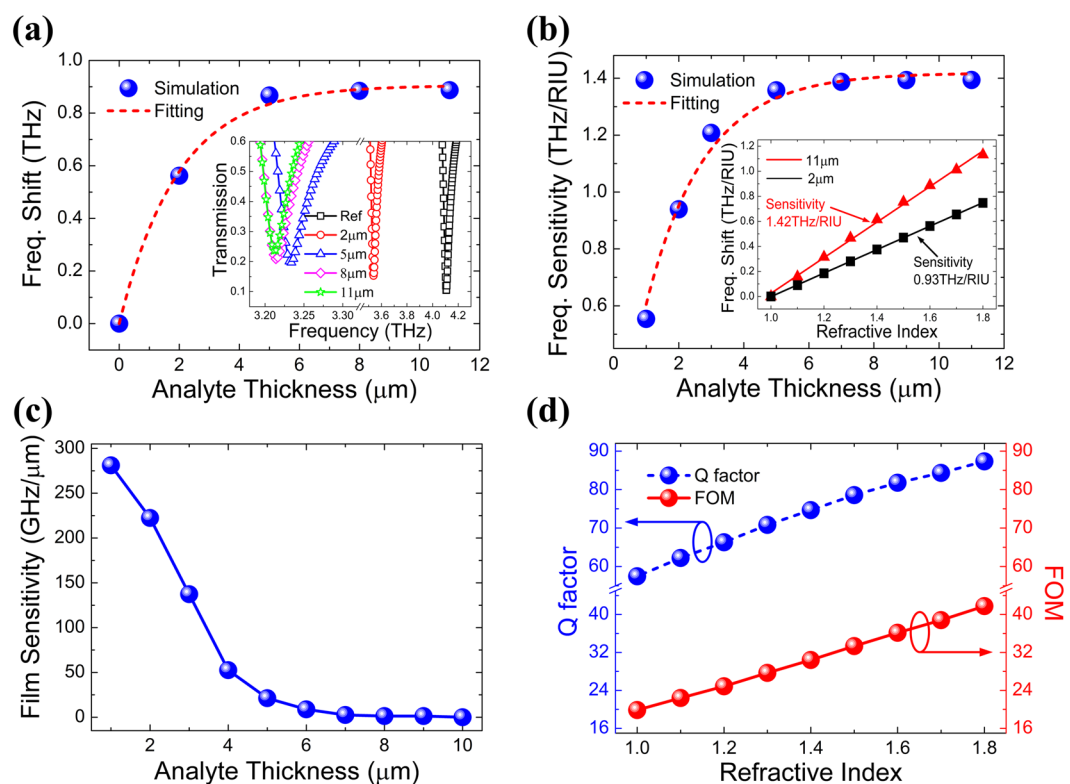 (a)
Freq. Shift (THz)
1.0
0.8
0.6
0.4
0.2
0.0
Simulation
Fitting
Transmission
0.6
0.5
0.4
0.3
0.2
0.1
Ref
2μm
5μm
8μm
11μm
3.20 3.25 3.30 3.6 3.8 4.0 4.2
Frequency (THz)
0 2 4 6 8 10 12
Analyte Thickness (μm)
(b)
Freq. Sensitivity (THz/RIU)
1.4
1.2
1.0
0.8
0.6
Simulation
Fitting
Freq. Shift (THz/RIU)
1.2
1.0
0.8
0.6
0.4
0.2
0.0
11μm
2μm
Sensitivity
1.42THz/RIU
Sensitivity
0.93THz/RIU
1.0 1.2 1.4 1.6 1.8
Refractive Index
0 2 4 6 8 10 12
Analyte Thickness (μm)
(c)
Film Sensitivity (GHz/μm)
300
250
200
150
100
50
0
2 4 6 8 10
Analyte Thickness (μm)
(d)
Q factor
90
80
70
60
40
32
24
16
Q factor
FOM
90
80
70
60
40
32
24
16
FOM
1.0 1.2 1.4 1.6 1.8
Refractive Index